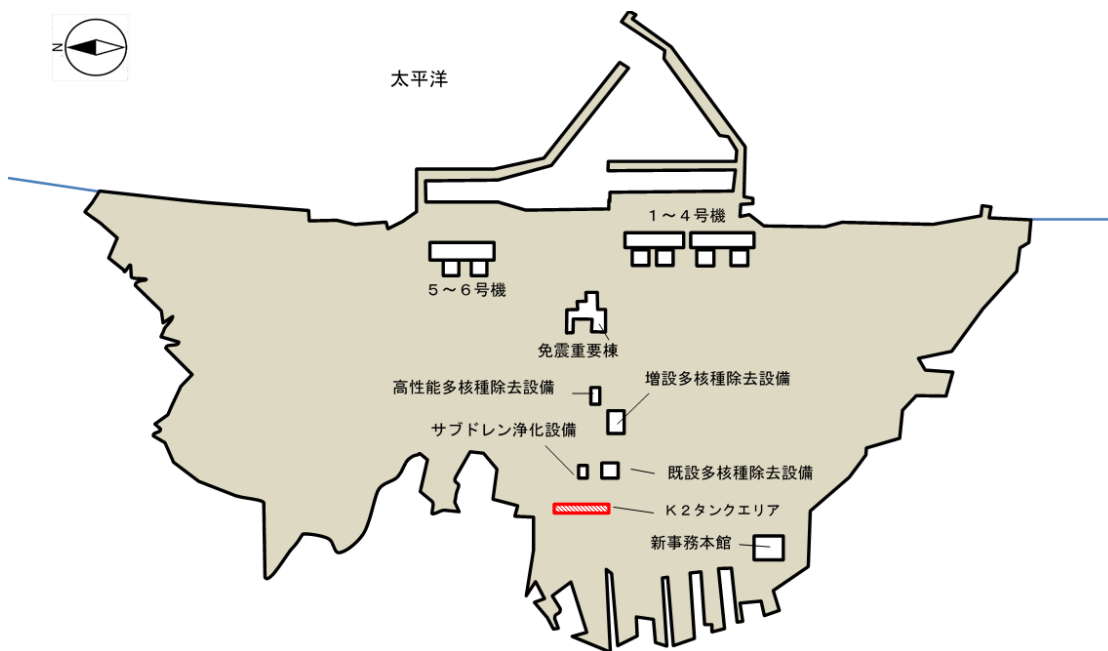 N
太平洋
１～４号機
５～６号機
免震重要棟
高性能多核種除去設備
増設多核種除去設備
サブドレン浄化設備
既設多核種除去設備
Ｋ２タンクエリア
新事務本館